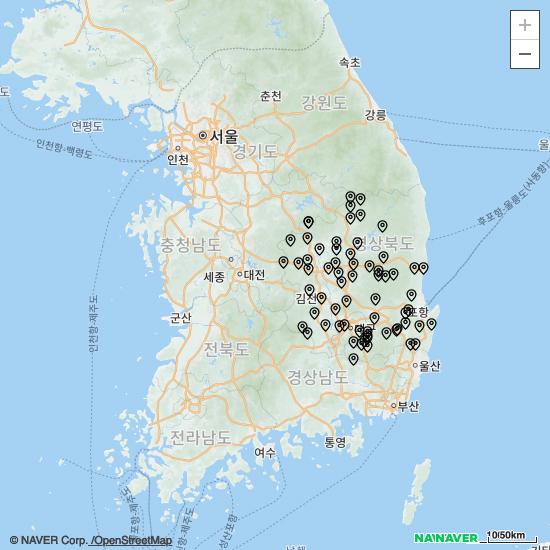 +
−
속초
춘천
강원도
강릉
도
연평도
서울
인천
경기도
인천항-백령도
울
후포항-울릉도(사동항)
충청남도
세종
대전
경상북도
김천
포항
군산
인천항-제주도
전북도
대구
경상남도
울산
부산
전라남도
여수
통영
© NAVER Corp. /OpenStreetMap
NAVER
10/50km